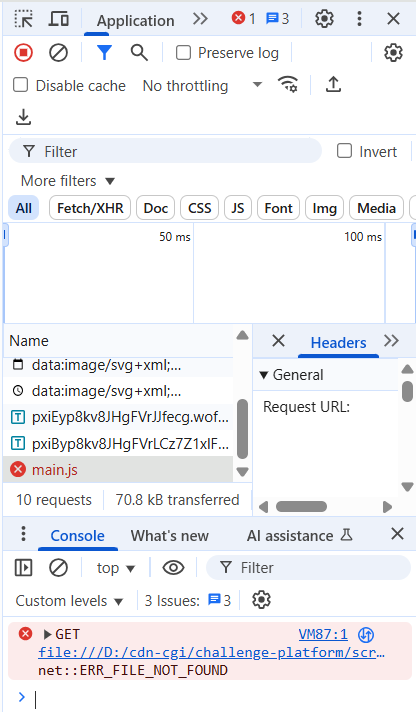 Application 1 3
Preserve log
Disable cache No throttling
Filter Invert
More filters
All Fetch/XHR Doc CSS JS Font Img Media
50 ms 100 ms
Name Headers
data:image/svg+xml;...
General
data:image/svg+xml;...
Request URL:
pxiEyp8kv8JHgFVrJJfecg.wof...
pxiByp8kv8JHgFVrLCz7Z1xlF...
main.js
10 requests 70.8 kB transferred
Console What's new AI assistance
top Filter
Custom levels 3 Issues: 3
GET VM87:1
file:///D:/cdn-cgi/challenge-platform/scr...
net::ERR_FILE_NOT_FOUND